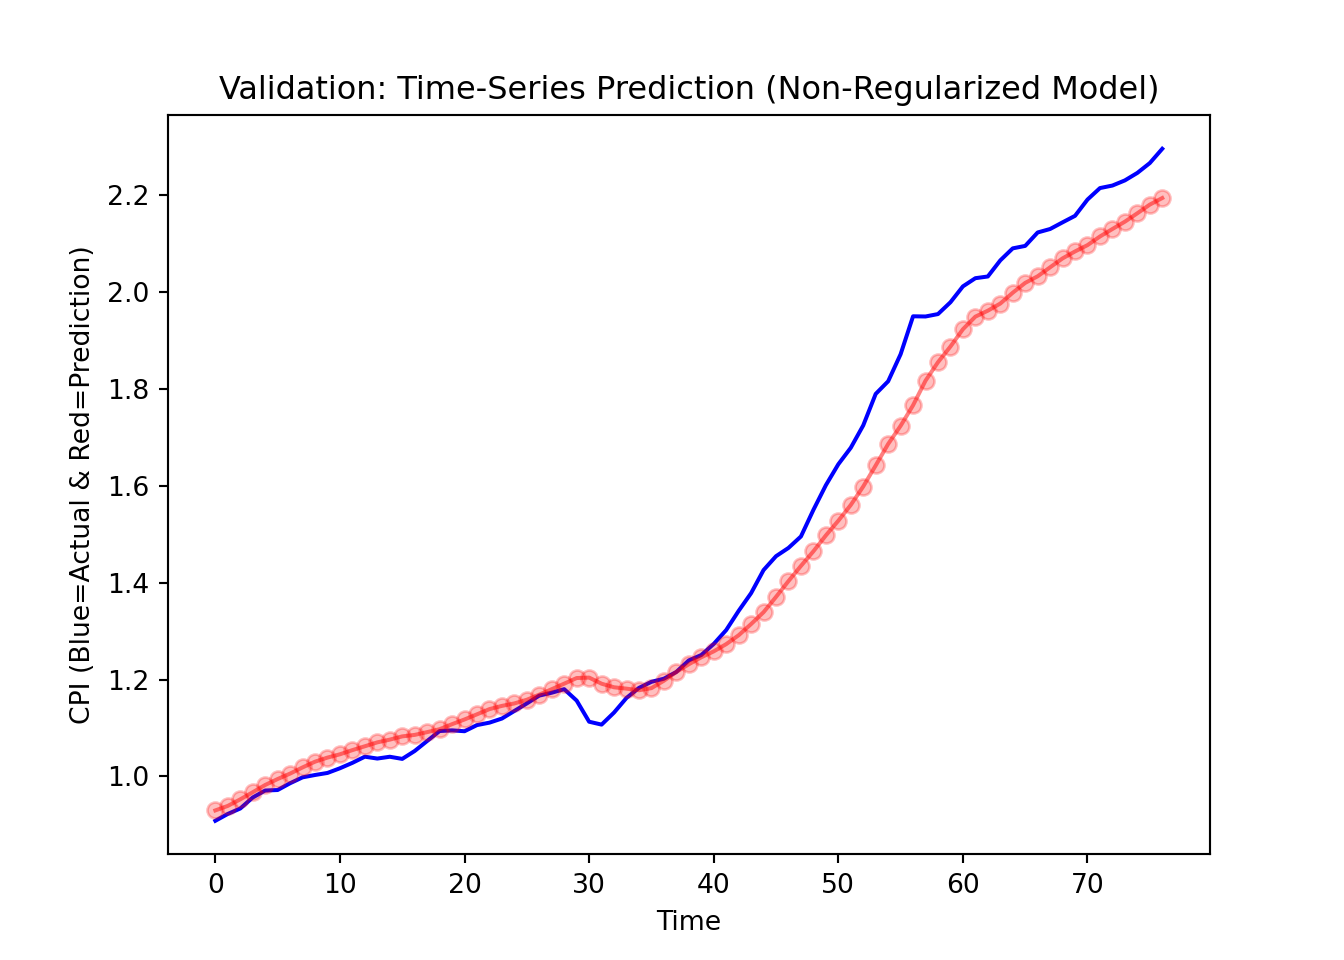 Validation: Time-Series Prediction (Non-Regularized Model)
CPI (Blue=Actual & Red=Prediction)
2.2
2.0
1.8
1.6
1.4
1.2
1.0
0 10 20 30 40 50 60 70
Time